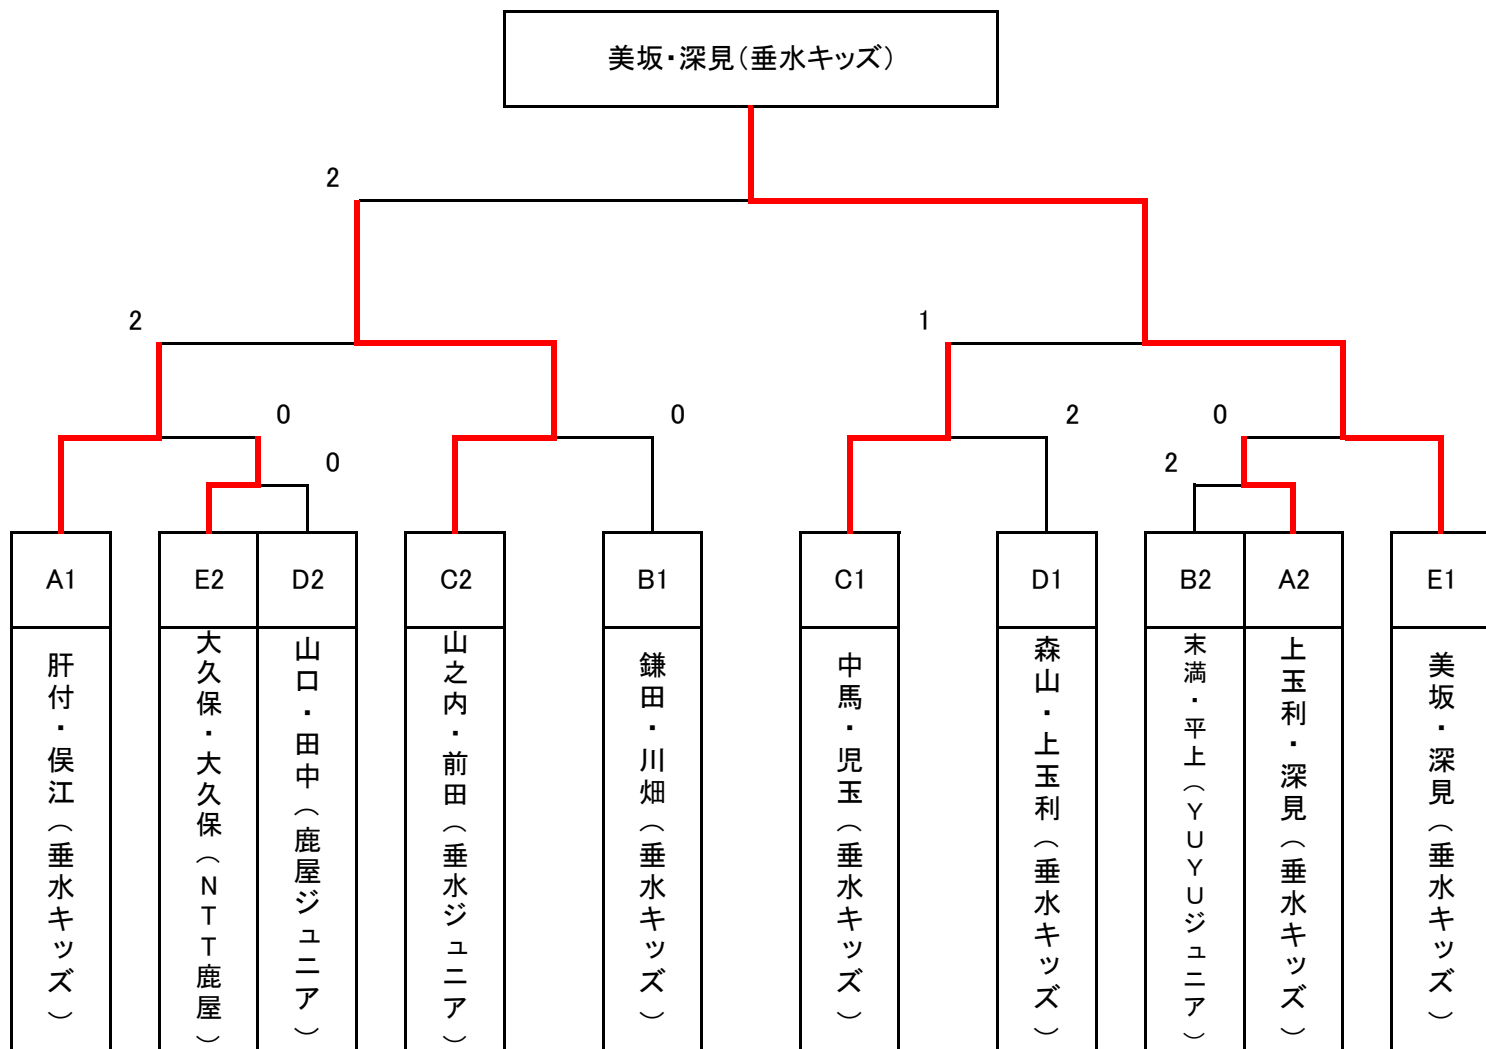 美坂・深見(垂水キッズ)
2
2
1
0
0
2
0
0
2
A1
E2
D2
C2
B1
C1
D1
B2
A2
E1
肝付・俣江(垂水キッズ)
大久保・大久保(NTT鹿屋)
山口・田中(鹿屋ジュニア)
山之内・前田(垂水ジュニア)
鎌田・川畑(垂水キッズ)
中馬・児玉(垂水キッズ)
森山・上玉利(垂水キッズ)
末満・平上(YUYUジュニア)
上玉利・深見(垂水キッズ)
美坂・深見(垂水キッズ)